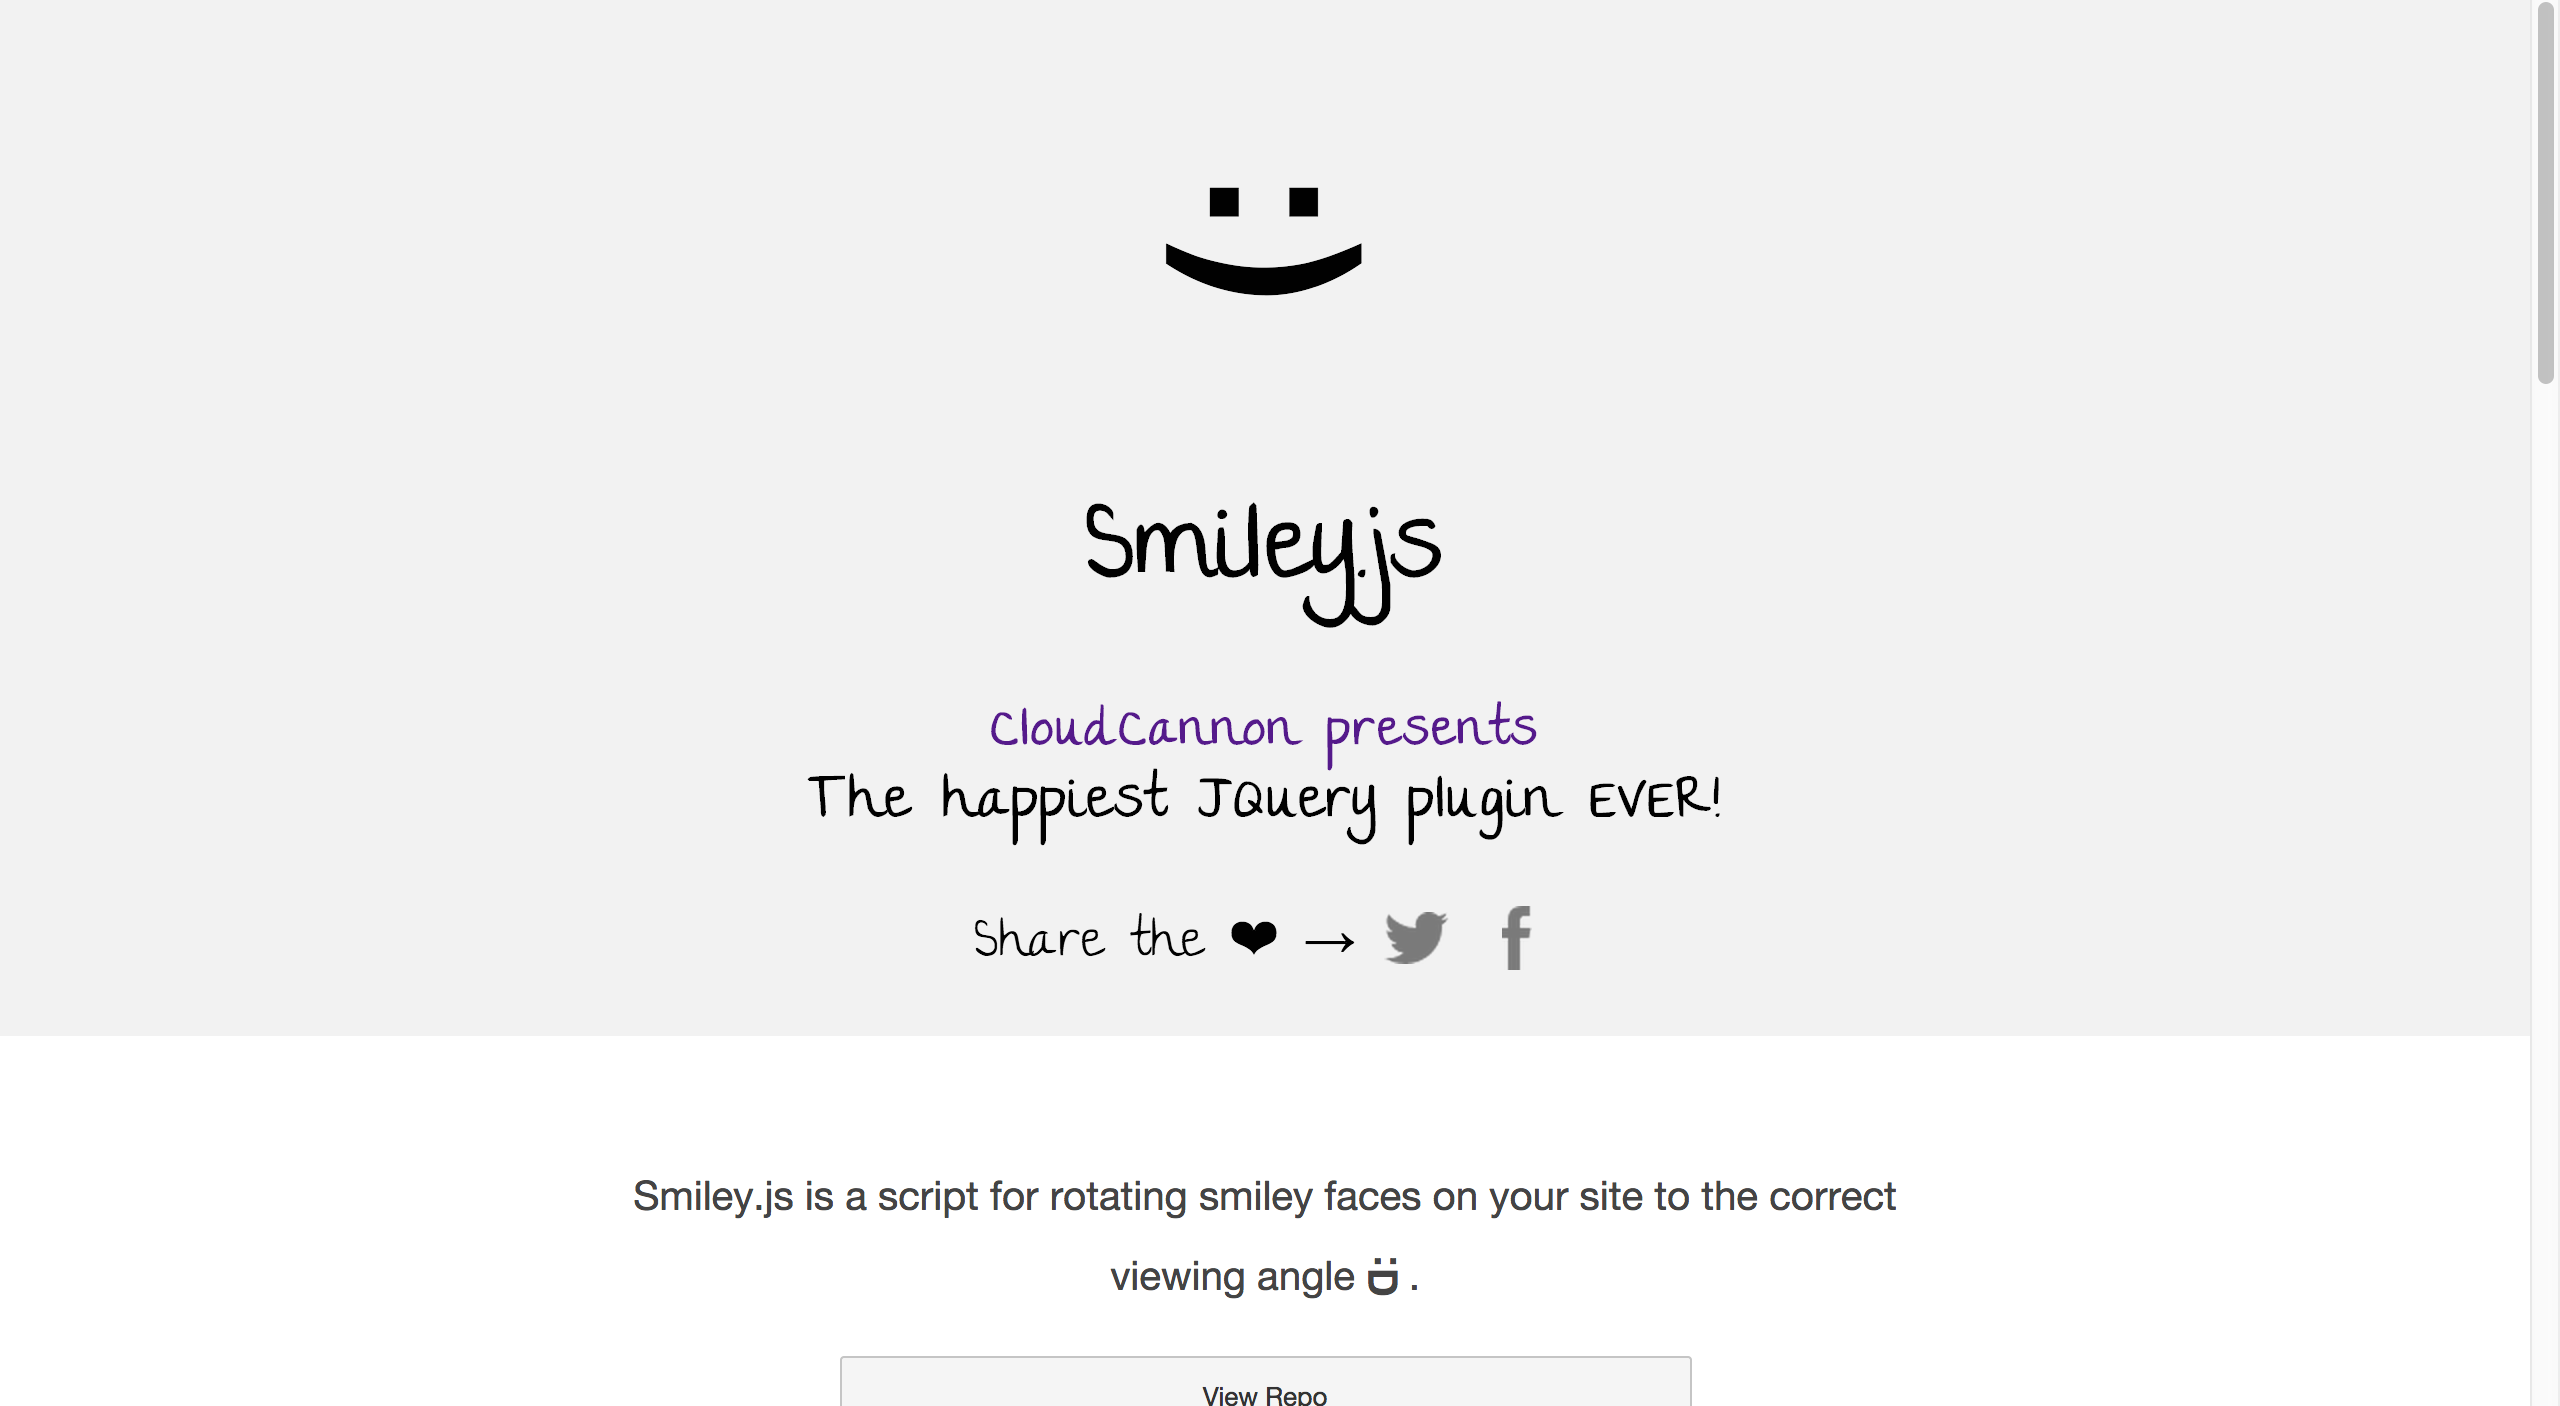 :)
Smiley.js
CloudCannon presents
The happiest JQuery plugin EVER!
Share the ❤ →
Smiley.js is a script for rotating smiley faces on your site to the correct
viewing angle :D .
View Repo